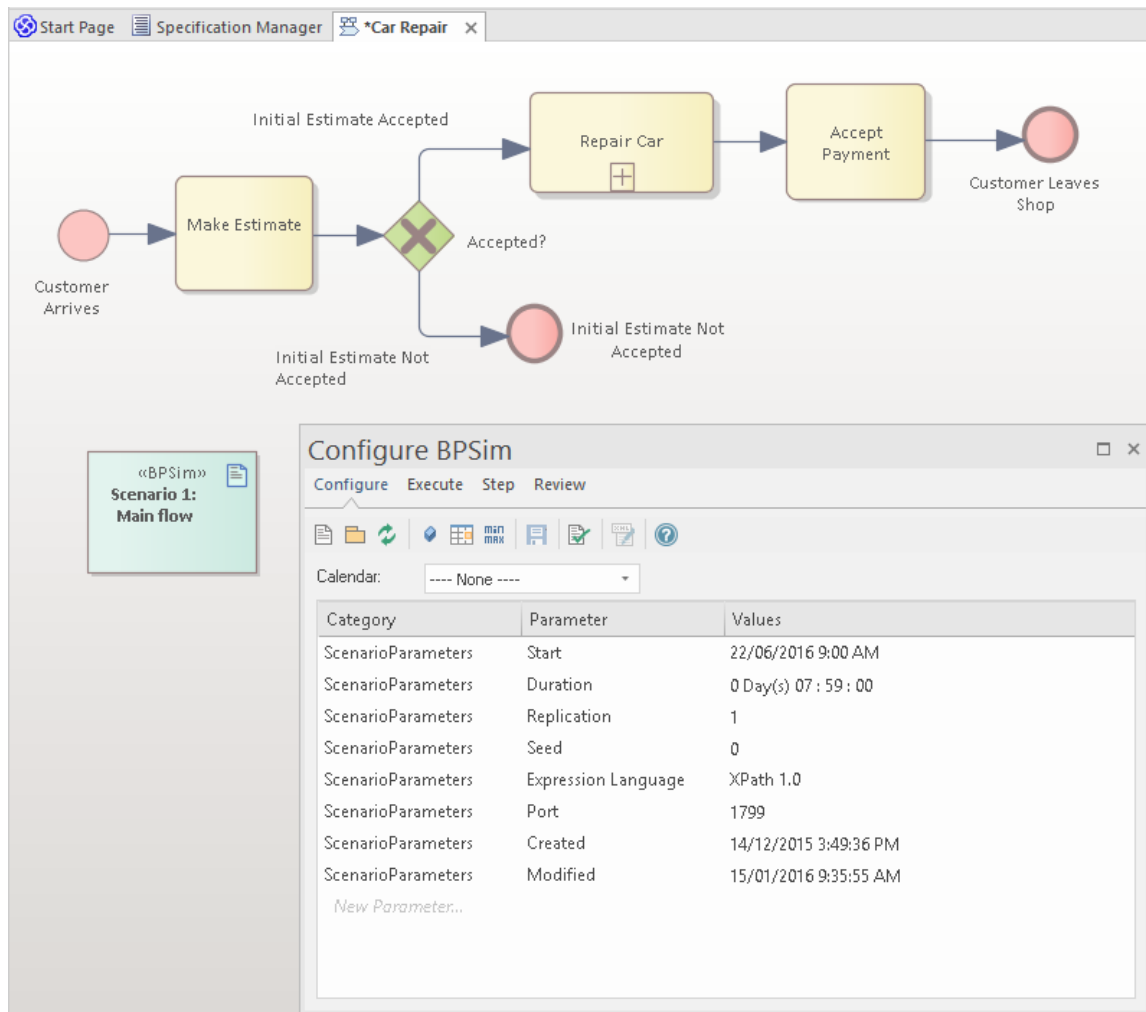 Start Page Specification Manager *Car Repair
Initial Estimate Accepted
Repair Car
Accept
Payment
Customer Leaves
Shop
Make Estimate
Accepted?
Customer
Arrives
Initial Estimate Not
Accepted
Initial Estimate Not
Accepted
«BPSim»
Scenario 1:
Main flow
Configure BPSim
Configure Execute Step Review
min
max
XML
Calendar: ---- None ----
Category Parameter Values
ScenarioParameters Start 22/06/2016 9:00 AM
ScenarioParameters Duration 0 Day(s) 07 : 59 : 00
ScenarioParameters Replication 1
ScenarioParameters Seed 0
ScenarioParameters Expression Language XPath 1.0
ScenarioParameters Port 1799
ScenarioParameters Created 14/12/2015 3:49:36 PM
ScenarioParameters Modified 15/01/2016 9:35:55 AM
New Parameter...